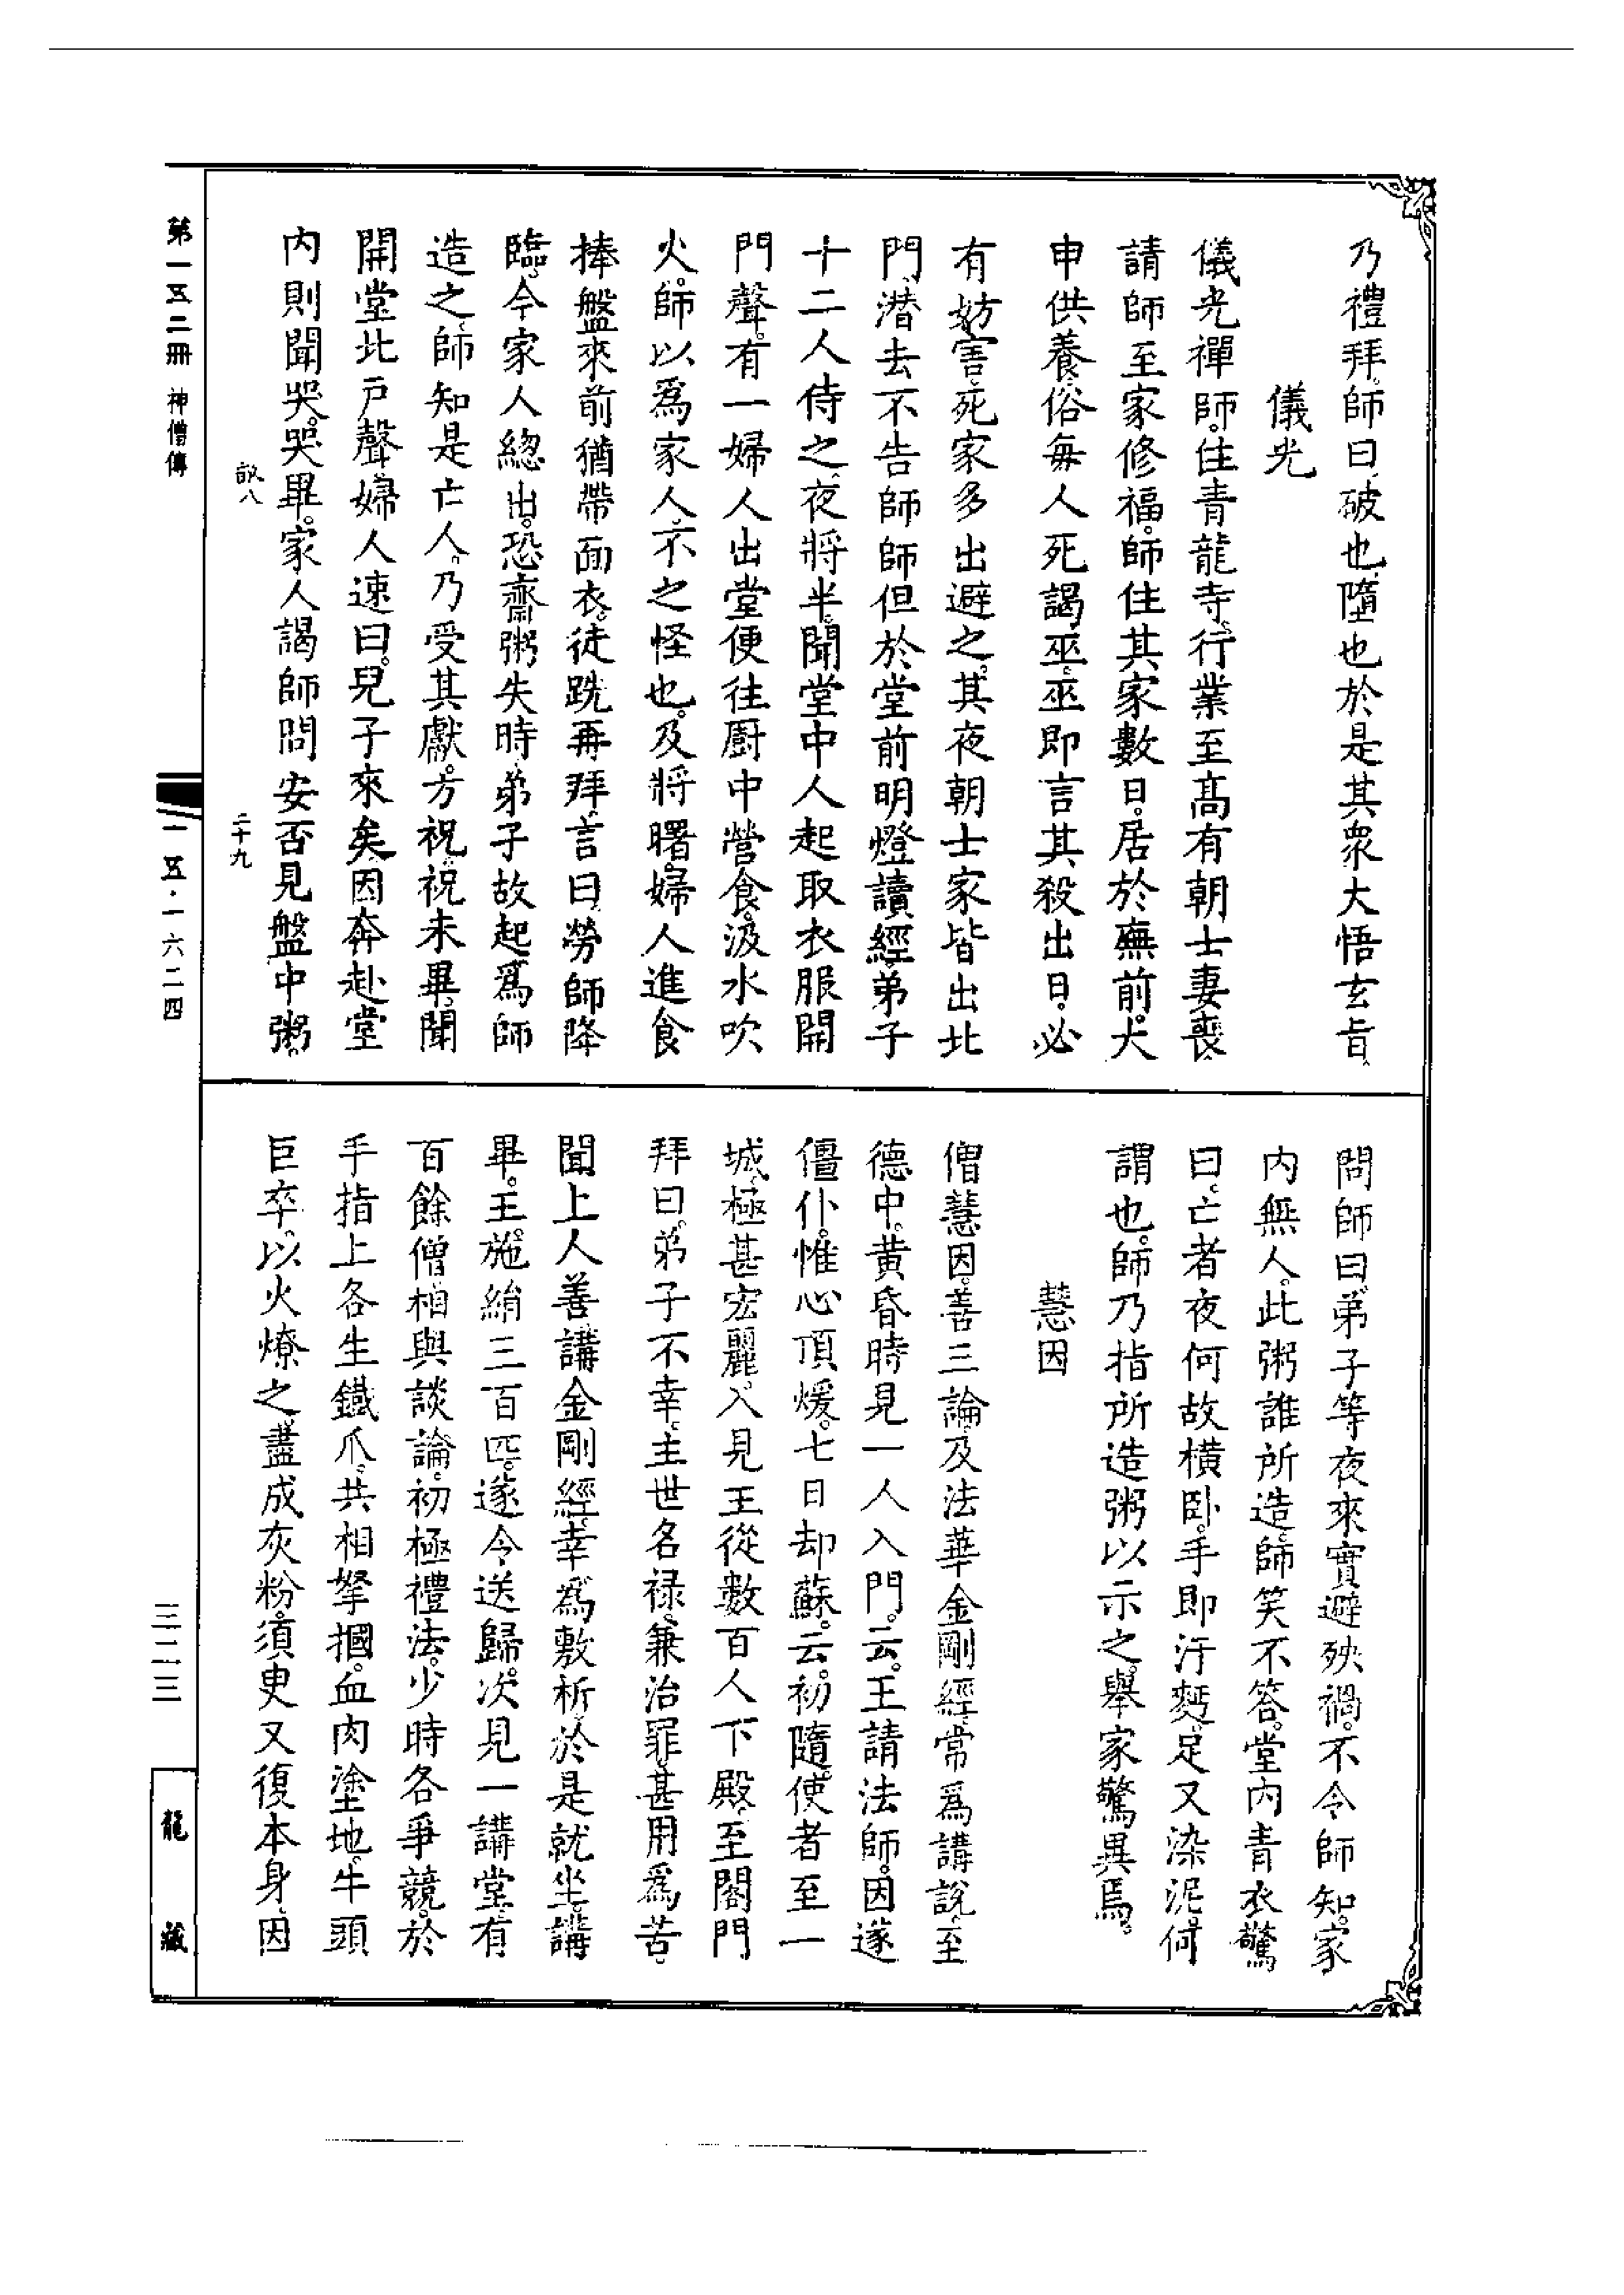 乃禮拜師曰破也墮也於是其衆大悟玄旨
儀光
儀光禪師住青龍寺行業至高有朝士妻喪
請師至家修福師住其家數日居於廡前犬
申供養俗每人死謁巫巫即言其殺出日必
有妨害死家多出避之其夜朝士家皆出北
門潛去不告師師但於堂前明燈讀經弟子
十二人侍之夜將半聞堂中人起取衣服開
門聲有一婦人出堂便往厨中營食汲水吹
火師以爲家人不之怪也及將曙婦人進食
捧盤來前猶帶面衣徒跣再拜言曰勞師降
臨今家人總出恐齋粥失時弟子故起爲師
造之師知是亡人乃受其獻方祝祝未畢聞
開堂北戸聲婦人速曰兒子來矣因奔赴堂
内則聞哭哭畢家人謁師問安否見盤中粥
問師曰弟子等夜來實避殃禍不令師知家
内無人此粥誰所造師笑不答堂内青衣驚
曰亡者夜何故橫卧手即汙麫足又染泥何
謂也師乃指所造粥以示之舉家驚異焉
慧因
僧慧因善三論及法華金剛經常爲講説至
德中黄昏時見一人入門云王請法師因遂
僵仆惟心頂煖七日却蘇云初隨使者至一
城極甚宏麗入見王從數百人下殿至閣門
拜曰弟子不幸主世名禄兼治罪甚用爲苦
聞上人善講金剛經幸爲敷析於是就坐講
畢王施絹三百匹遂令送歸次見一講堂有
百餘僧相與談論初極禮法少時各爭競於
手指上各生鐵爪共相拏摑血肉塗地牛頭
巨卒以火燎之盡成灰粉須臾又復本身因
第一五二冊 神僧傳
八
二十九
一五·一六二四
三二三
龍藏